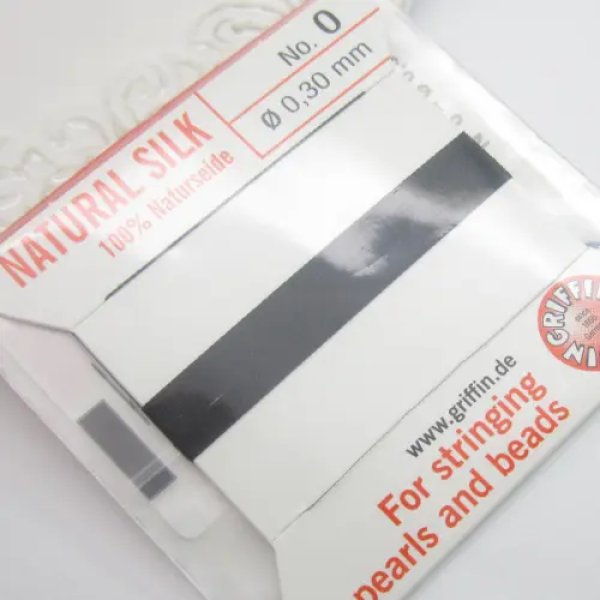 No. 0
Ø 0,30 mm
NATURAL SILK
100% Naturseide
GRIFFIN
www.griffin.de
For stringing
pearls and beads